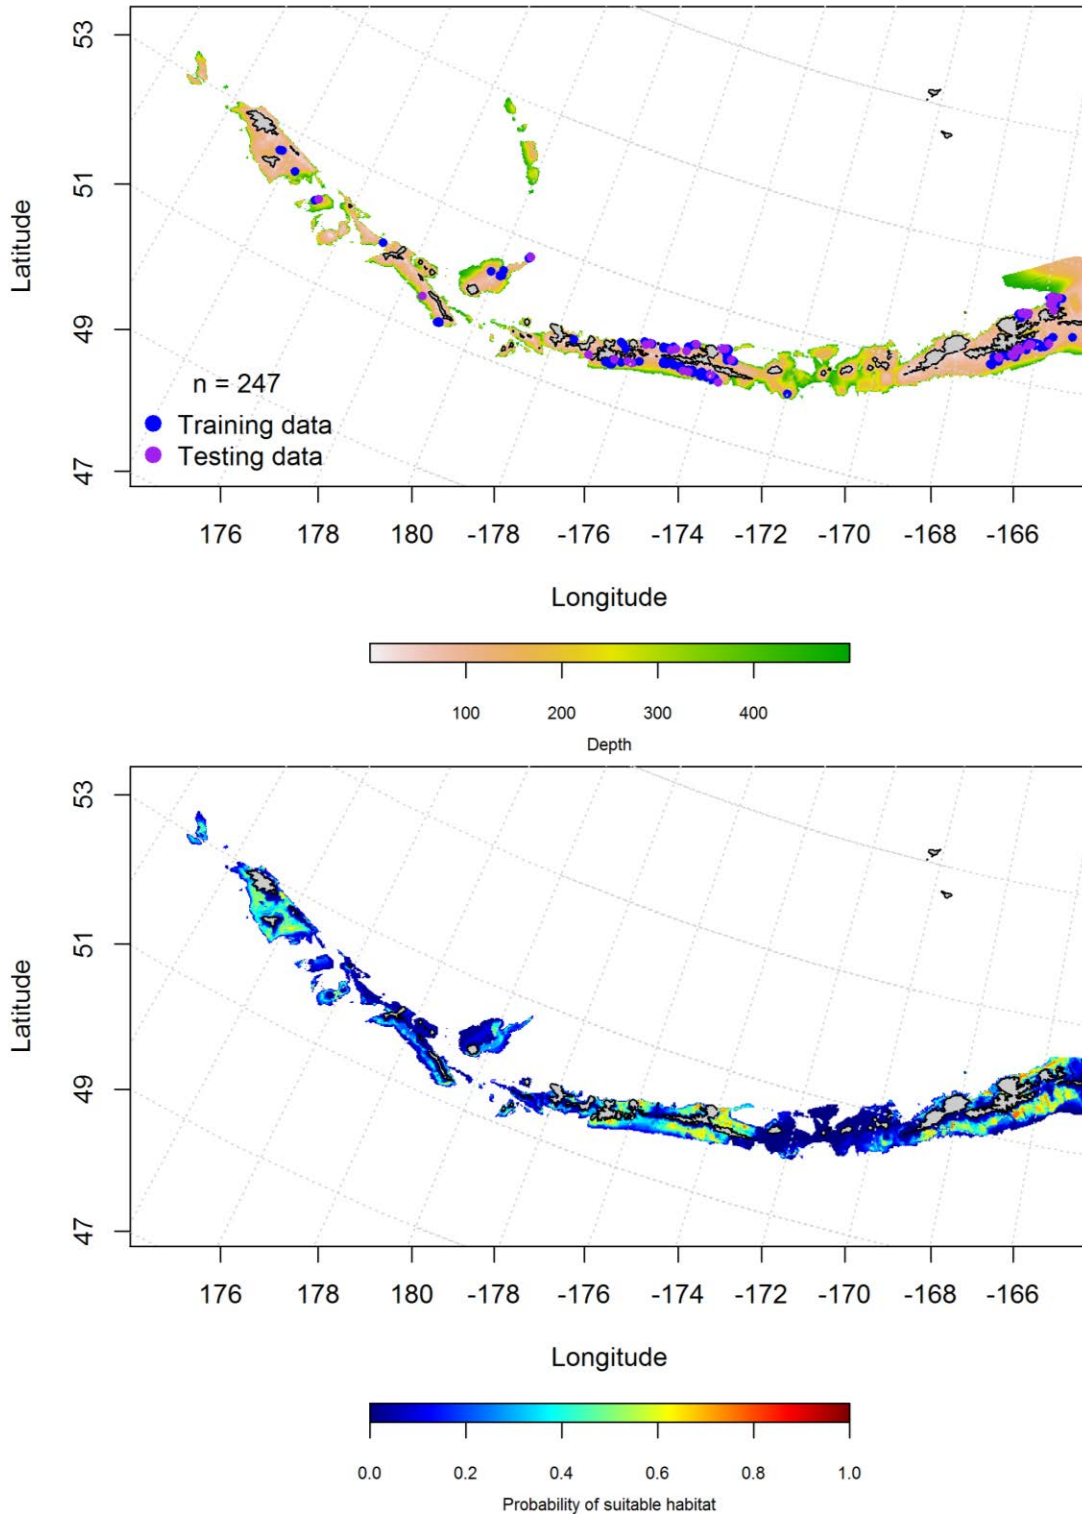 53
51
49
47
Latitude
n = 247
Training data
Testing data
176 178 180 -178 -176 -174 -172 -170 -168 -166
Longitude
100 200 300 400
Depth
53
51
49
47
Latitude
176 178 180 -178 -176 -174 -172 -170 -168 -166
Longitude
0.0 0.2 0.4 0.6 0.8 1.0
Probability of suitable habitat